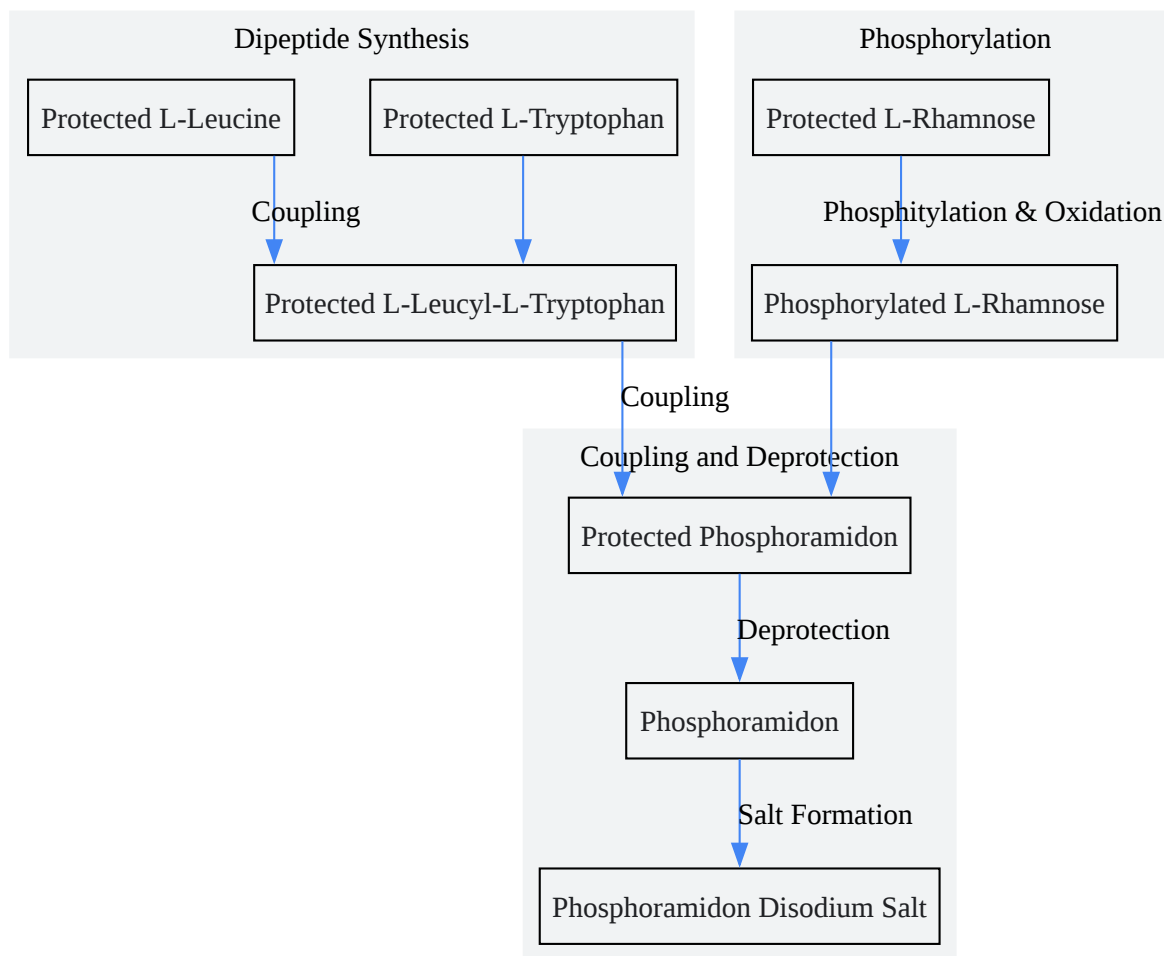 Dipeptide Synthesis
Phosphorylation
Protected L-Leucine
Protected L-Tryptophan
Protected L-Rhamnose
Coupling
Phosphitylation & Oxidation
Protected L-Leucyl-L-Tryptophan
Phosphorylated L-Rhamnose
Coupling
Coupling and Deprotection
Protected Phosphoramidon
Deprotection
Phosphoramidon
Salt Formation
Phosphoramidon Disodium Salt